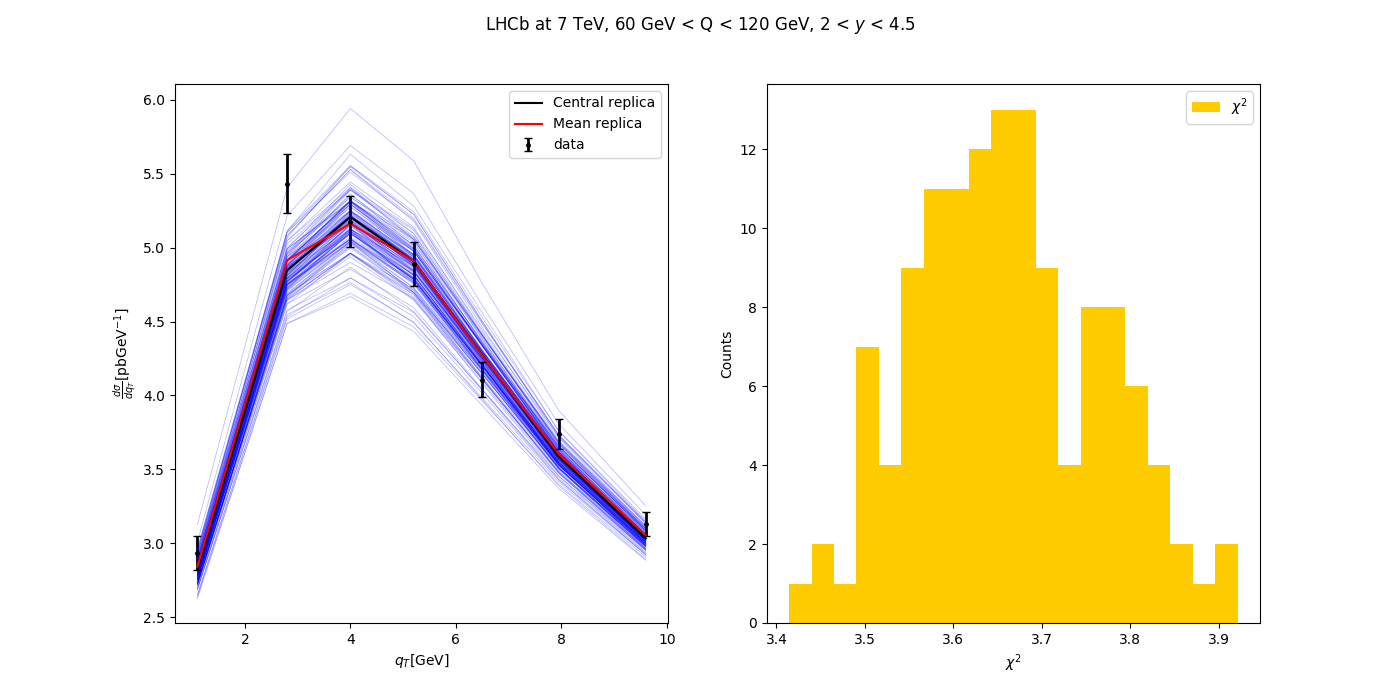 LHCb at 7 TeV, 60 GeV < Q < 120 GeV, 2 < y < 4.5
6.0
5.5
5.0
4.5
4.0
3.5
3.0
2.5
dσ/dq_T [pbGeV⁻¹]
Central replica
Mean replica
data
2 4 6 8 10
q_T[GeV]
12
10
8
6
4
2
0
Counts
χ²
3.4 3.5 3.6 3.7 3.8 3.9
χ²